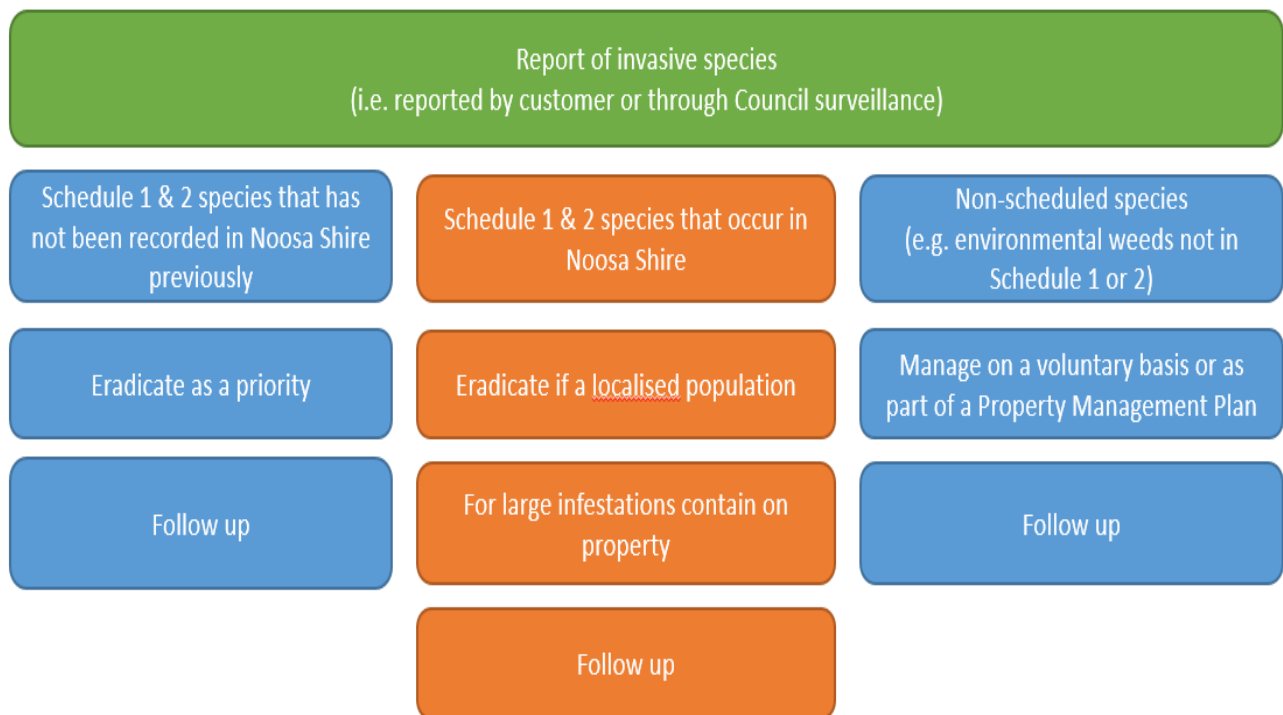 Report of invasive species
(i.e. reported by customer or through Council surveillance)
Schedule 1 & 2 species that has
not been recorded in Noosa Shire
previously
Schedule 1 & 2 species that occur in
Noosa Shire
Non-scheduled species
(e.g. environmental weeds not in
Schedule 1 or 2)
Eradicate as a priority
Eradicate if a localised population
Manage on a voluntary basis or as
part of a Property Management Plan
Follow up
For large infestations contain on
property
Follow up
Follow up